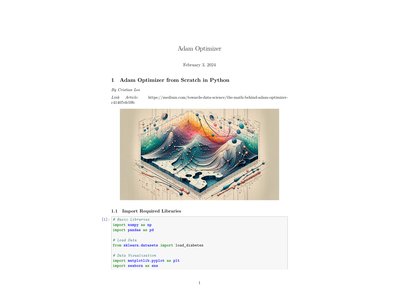 Adam Optimizer
February 2, 2024
1 Adam Optimizer from Scratch in Python
By Cristian Leo
Link Article: https://medium.com/towards-data-science/the-math-behind-adam-optimizer-
1.1 Import Required Libraries
[1]: # Basic Libraries
import numpy as np
import pandas as pd
# Load Data
from sklearn.datasets import load_diabetes
# Data Visualization
import matplotlib.pyplot as plt
import seaborn as sns
1